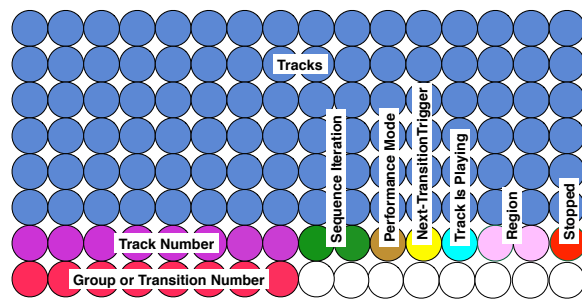 Tracks
Sequence Iteration
Performance Mode
Next-TransitionTrigger
Track Is Playing
Region
Stopped
Track Number
Group or Transition Number